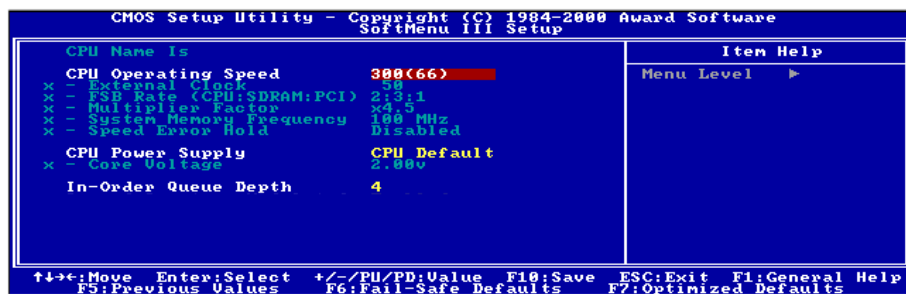 CMOS Setup Utility - Copyright (C) 1984-2000 Award Software
SoftMenu III Setup
CPU Name Is
Item Help
CPU Operating Speed 300(66)
Menu Level ►
x - External Clock 50
x - FSB Rate (CPU:SDRAM:PCI) 2:3:1
x - Multiplier Factor x4.5
x - System Memory Frequency 100 MHz
x - Speed Error Hold Disabled
CPU Power Supply CPU Default
x - Core Voltage 2.00v
In-Order Queue Depth 4
↑↓→←:Move Enter:Select +/-/PU/PD:Value F10:Save ESC:Exit F1:General Help
F5:Previous Values F6:Fail-Safe Defaults F7:Optimized Defaults